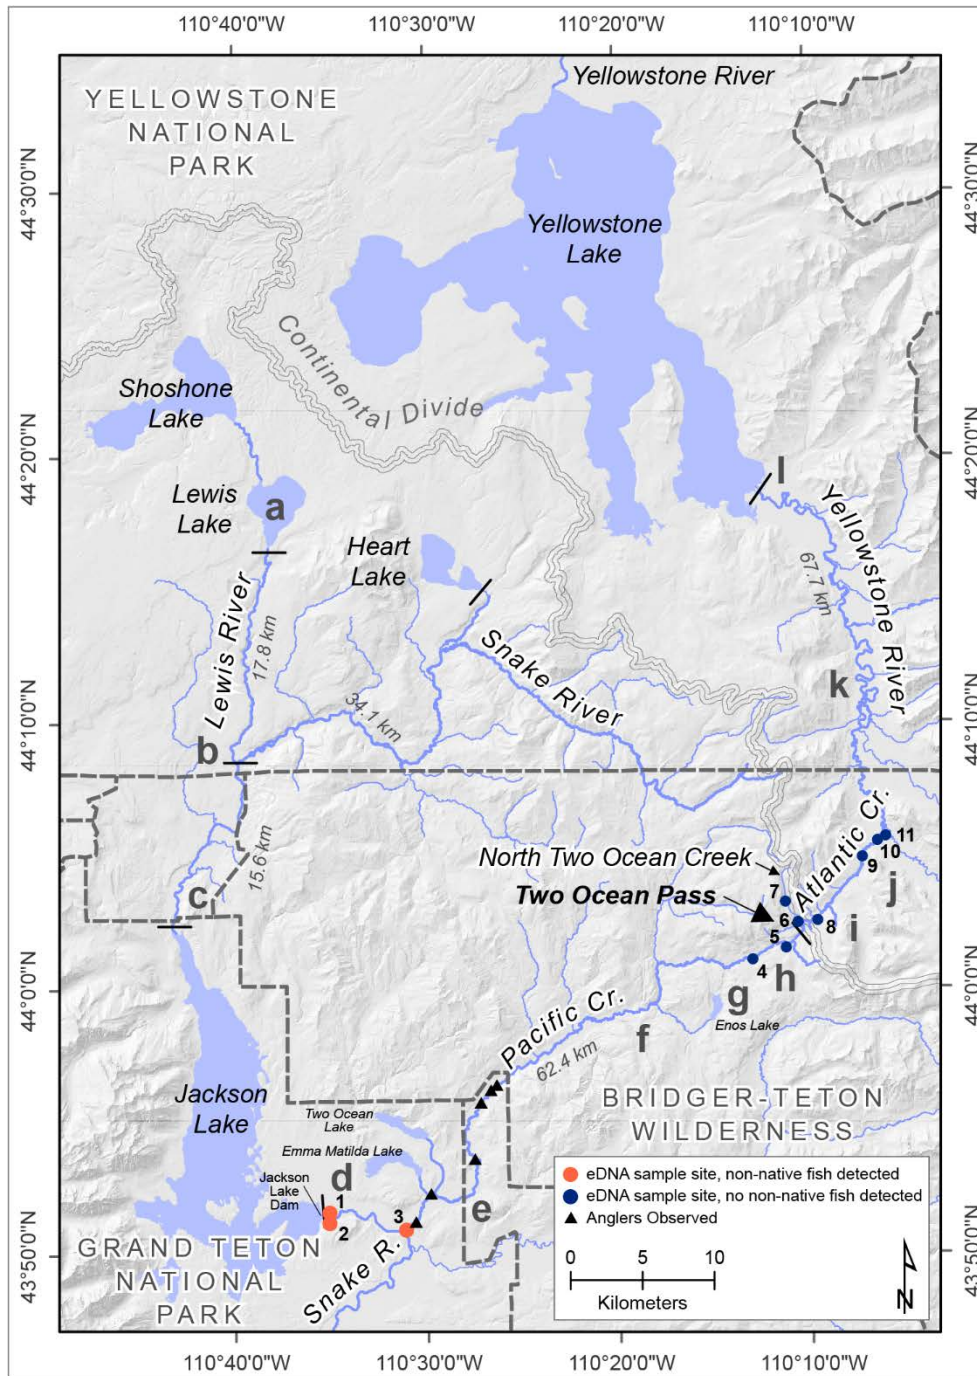 110°40'0"W 110°30'0"W 110°20'0"W 110°10'0"W
Yellowstone River
YELLOWSTONE
NATIONAL
PARK
44°30'0"N
44°30'0"N
Yellowstone
Lake
Continental Divide
Shoshone
Lake
44°20'0"N
44°20'0"N
l
Lewis
Lake
a
Heart
Lake
Yellowstone River
67.7 km
Lewis River
17.8 km
Snake River
k
34.1 km
44°10'0"N
44°10'0"N
b
15.6 km
Atlantic Cr.
11
10
9
North Two Ocean Creek
j
7
Two Ocean Pass
c
6
8
i
5
4
h
44°0'0"N
44°0'0"N
g
Enos Lake
f
Pacific Cr.
62.4 km
Jackson
Lake
BRIDGER-TETON
WILDERNESS
Two Ocean
Lake
Emma Matilda Lake
d
Jackson
Lake
Dam
1
2
3
e
Snake R.
GRAND TETON
NATIONAL
PARK
43°50'0"N
43°50'0"N
eDNA sample site, non-native fish detected
eDNA sample site, no non-native fish detected
Anglers Observed
0 5 10
Kilometers
N
110°40'0"W 110°30'0"W 110°20'0"W 110°10'0"W